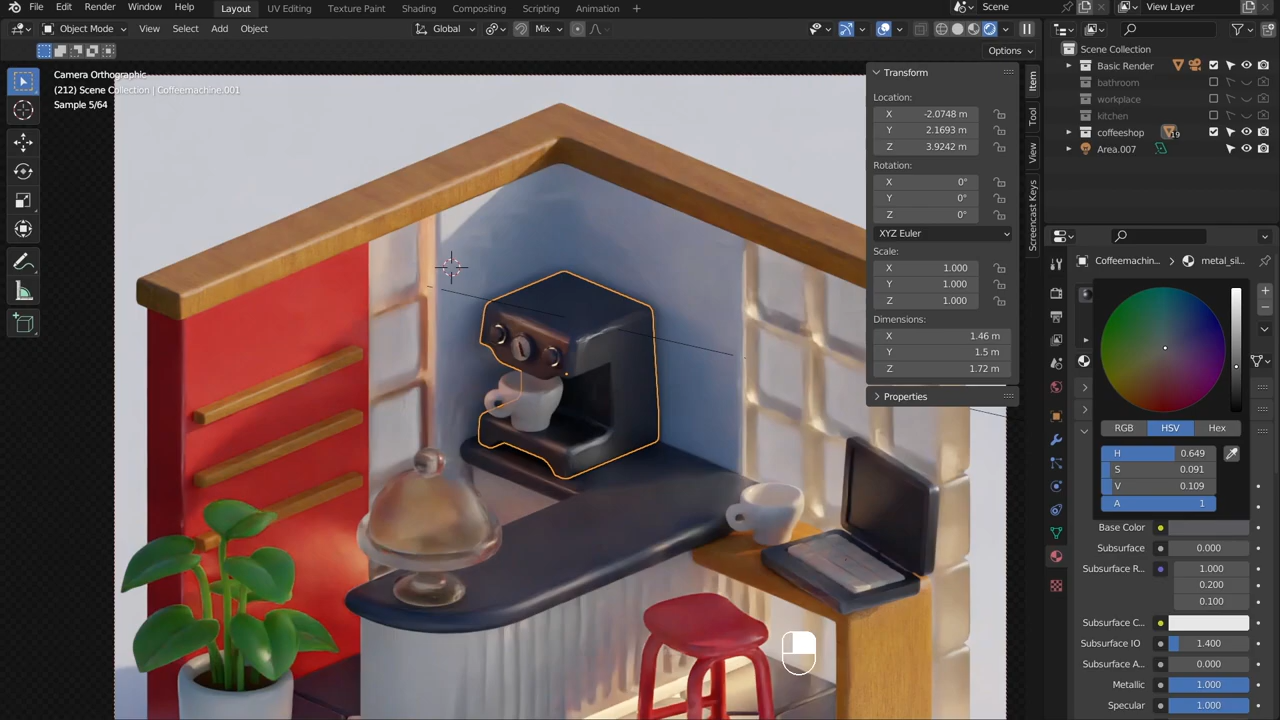 File Edit Render Window Help Layout UV Editing Texture Paint Shading Compositing Scripting Animation + Scene View Layer
Object Mode View Select Add Object Global Mix
Options
Camera Orthographic
(212) Scene Collection | Coffeemachine.001
Sample 5/64
Transform
Location:
X -2.0748 m
Y 2.1693 m
Z 3.9242 m
Rotation:
X 0°
Y 0°
Z 0°
XYZ Euler
Scale:
X 1.000
Y 1.000
Z 1.000
Dimensions:
X 1.46 m
Y 1.5 m
Z 1.72 m
Properties
Item
Tool
View
Screencast Keys
Scene Collection
Basic Render
bathroom
workplace
kitchen
coffeeshop 19
Area.007
Coffeemachin... metal_sil...
RGB HSV Hex
H 0.649
S 0.091
V 0.109
A 1
Base Color
Subsurface 0.000
Subsurface R... 1.000
0.200
0.100
Subsurface C...
Subsurface IO 1.400
Subsurface A... 0.000
Metallic 1.000
Specular 1.000